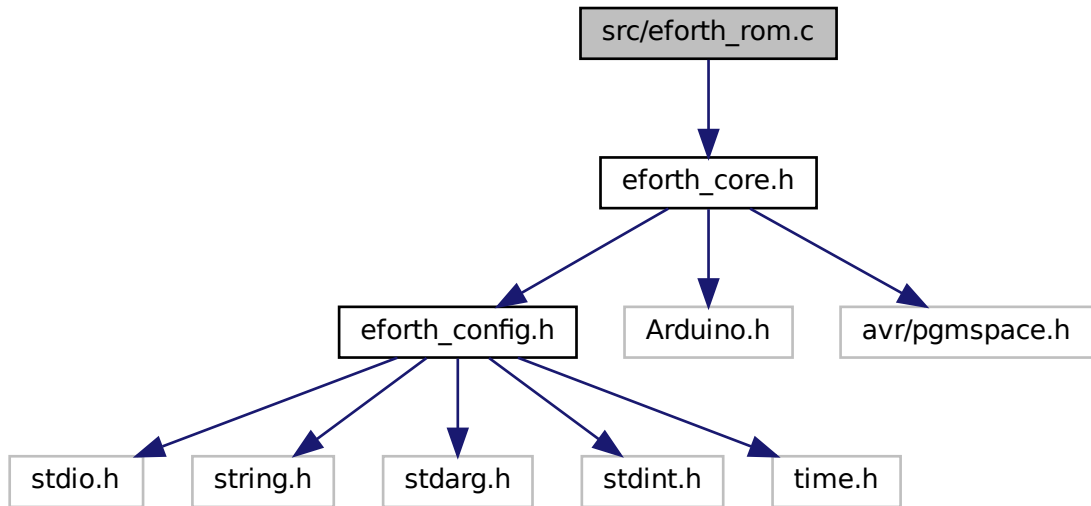 src/eforth_rom.c
eforth_core.h
eforth_config.h
Arduino.h
avr/pgmspace.h
stdio.h
string.h
stdarg.h
stdint.h
time.h